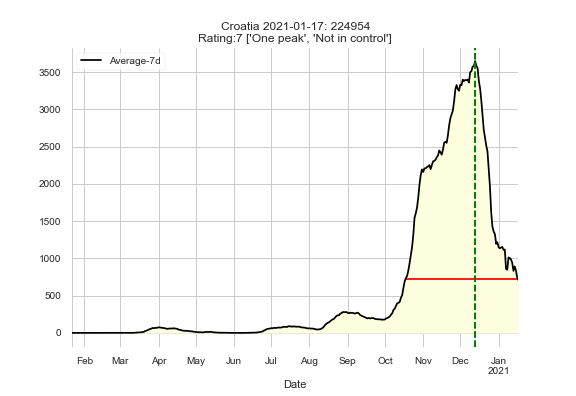 Croatia 2021-01-17: 224954
Rating:7 ['One peak', 'Not in control']
Average-7d
3500
3000
2500
2000
1500
1000
500
0
Feb Mar Apr May Jun Jul Aug Sep Oct Nov Dec Jan
2021
Date